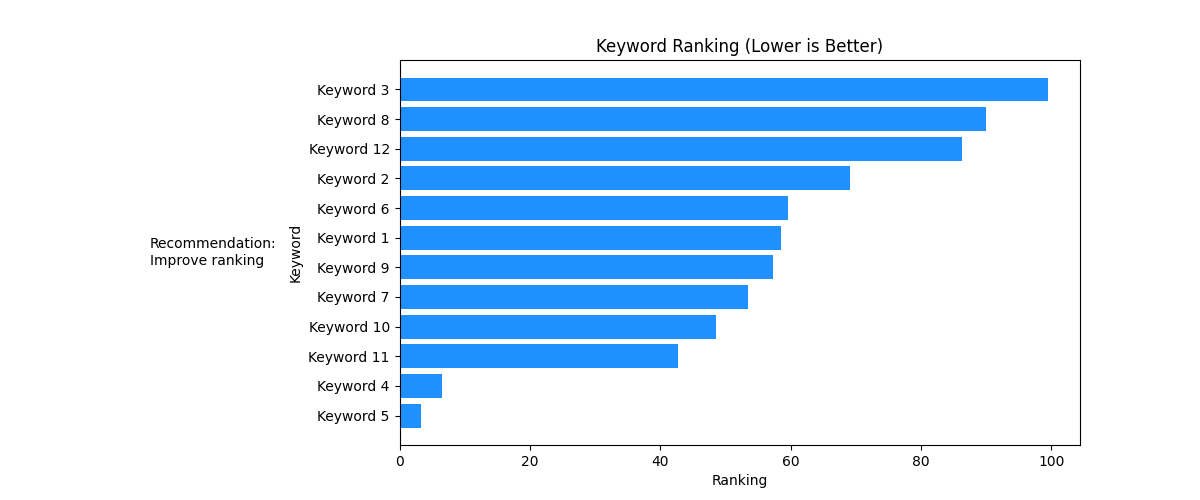 Keyword Ranking (Lower is Better)
Keyword 3
Keyword 8
Keyword 12
Keyword 2
Keyword 6
Keyword 1
Keyword 9
Keyword 7
Keyword 10
Keyword 11
Keyword 4
Keyword 5
Keyword
Recommendation:
Improve ranking
0 20 40 60 80 100
Ranking